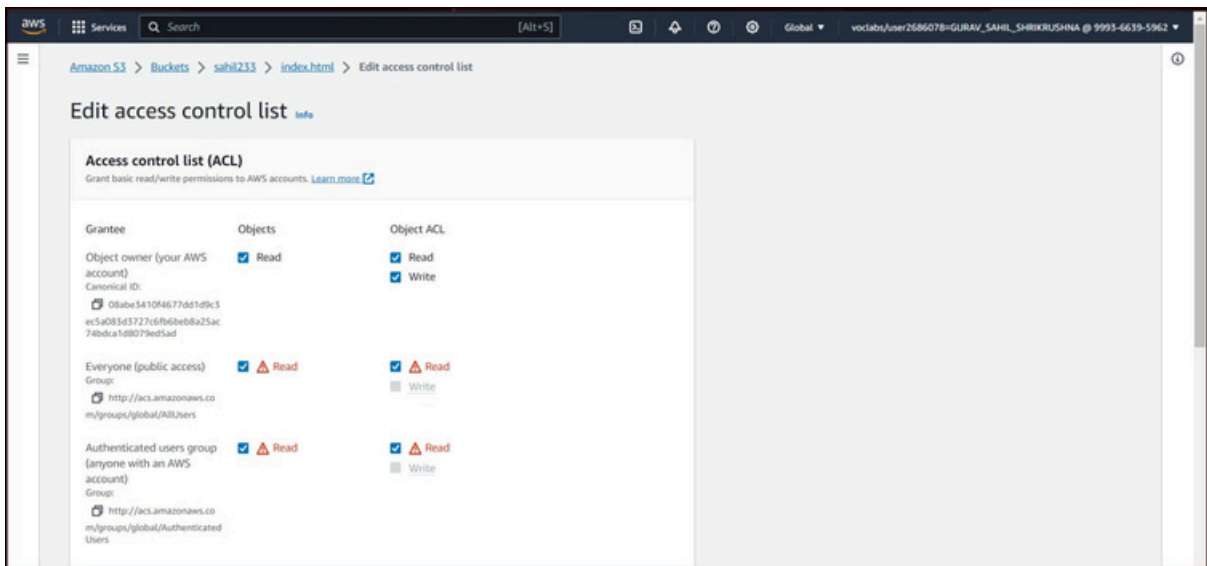 aws Services Search [Alt+S] Global ▼ voclabs/user2686078=GURAV_SAHIL_SHRIKRUSHNA @ 9993-6639-5962 ▼
Amazon S3 > Buckets > sahil233 > index.html > Edit access control list
Edit access control list Info
Access control list (ACL)
Grant basic read/write permissions to AWS accounts. Learn more
Grantee Objects Object ACL
Object owner (your AWS Read Read
account) Write
Canonical ID:
08abe3410f4677dd1d9c3
ec5a083d3727c6fb6beb8a25ac
74bdca1d8079ed5ad
Everyone (public access) Read Read
Group: Write
http://acs.amazonaws.co
m/groups/global/AllUsers
Authenticated users group Read Read
(anyone with an AWS Write
account)
Group:
http://acs.amazonaws.co
m/groups/global/Authenticated
Users